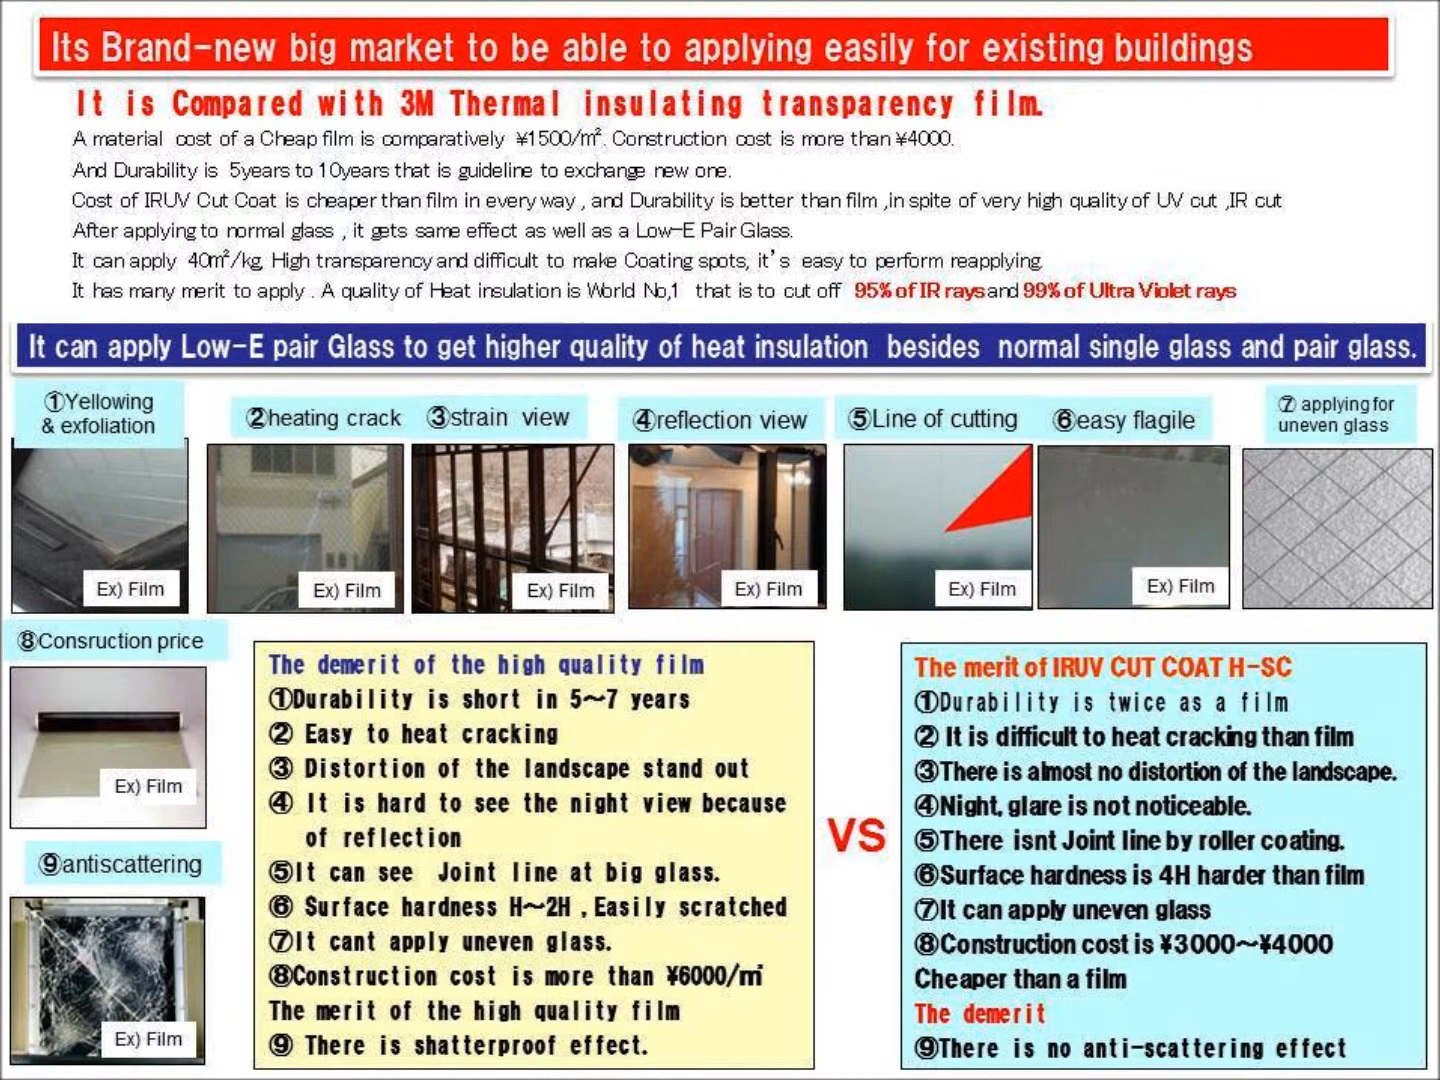 Its Brand-new big market to be able to applying easily for existing buildings
It is Compared with 3M Thermal insulating transparency film.
A material cost of a Cheap film is comparatively ¥1500/㎡. Construction cost is more than ¥4000.
And Durability is 5years to 10years that is guideline to exchange new one.
Cost of IRUV Cut Coat is cheaper than film in every way , and Durability is better than film ,in spite of very high quality of UV cut ,IR cut
After applying to normal glass , it gets same effect as well as a Low-E Pair Glass.
It can apply 40㎡/kg, High transparency and difficult to make Coating spots, it's easy to perform reapplying.
It has many merit to apply . A quality of Heat insulation is World No,1 that is to cut off 95% of IR rays and 99% of Ultra Violet rays
It can apply Low-E pair Glass to get higher quality of heat insulation besides normal single glass and pair glass.
①Yellowing
& exfoliation
②heating crack ③strain view
④reflection view
⑤Line of cutting ⑥easy flagile
⑦ applying for
uneven glass
Ex) Film
Ex) Film
Ex) Film
Ex) Film
Ex) Film
Ex) Film
⑧Consruction price
Ex) Film
⑨antiscattering
Ex) Film
The demerit of the high quality film
①Durability is short in 5～7 years
② Easy to heat cracking
③ Distortion of the landscape stand out
④ It is hard to see the night view because
of reflection
⑤It can see Joint line at big glass.
⑥ Surface hardness H～2H , Easily scratched
⑦It cant apply uneven glass.
⑧Construction cost is more than ¥6000/㎡
The merit of the high quality film
⑨ There is shatterproof effect.
VS
The merit of IRUV CUT COAT H-SC
①Durability is twice as a film
② It is difficult to heat cracking than film
③There is almost no distortion of the landscape.
④Night, glare is not noticeable.
⑤There isnt Joint line by roller coating.
⑥Surface hardness is 4H harder than film
⑦It can apply uneven glass
⑧Construction cost is ¥3000～¥4000
Cheaper than a film
The demerit
⑨There is no anti-scattering effect